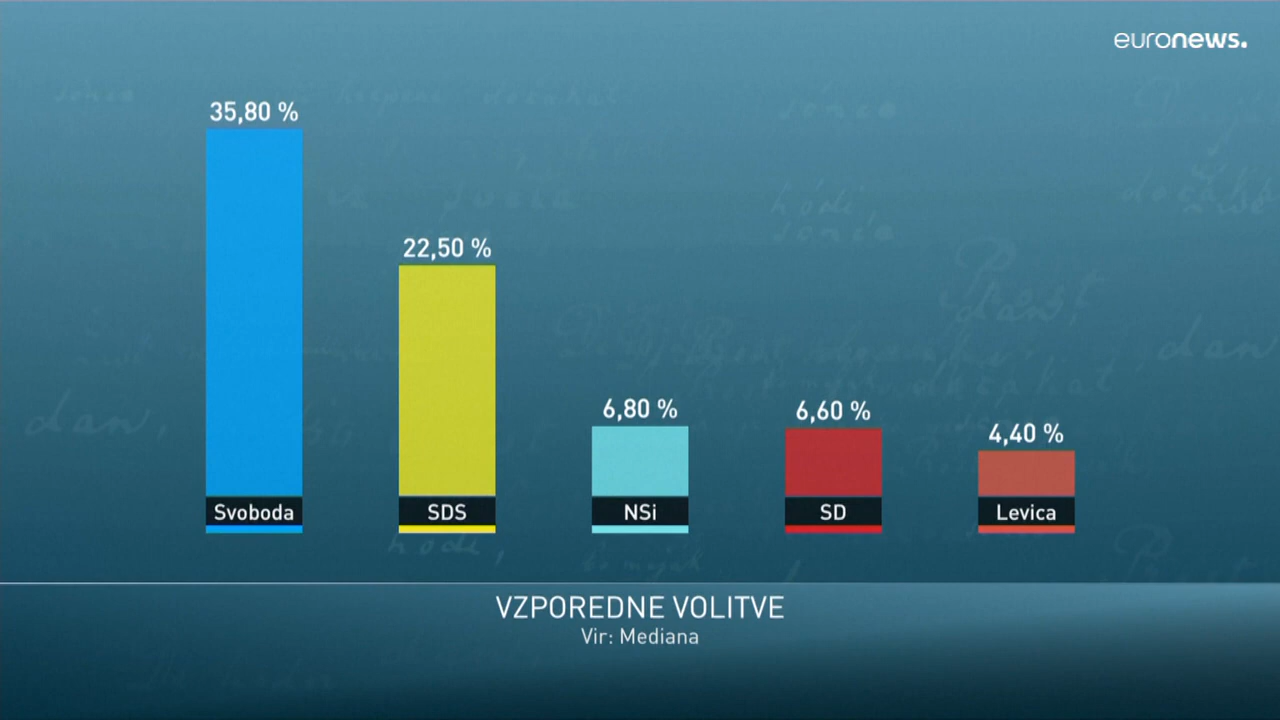 euronews.
35,80 %
22,50 %
6,80 %
6,60 %
4,40 %
Svoboda
SDS
NSi
SD
Levica
VZPOREDNE VOLITVE
Vir: Mediana